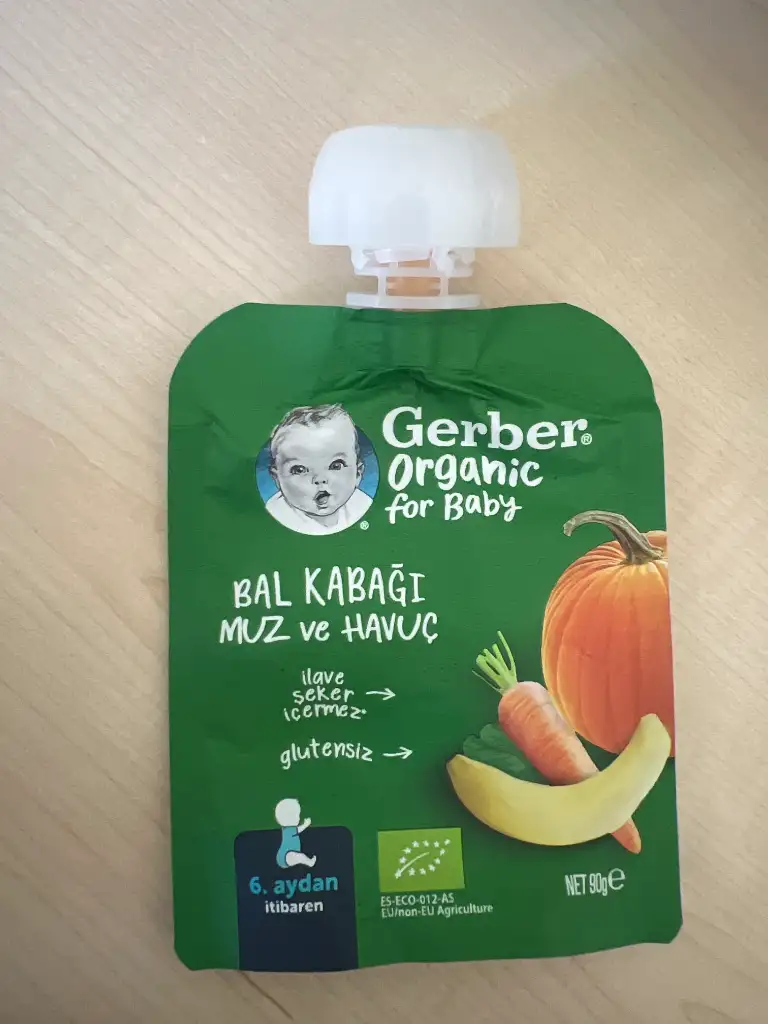 Gerber®
Organic
for Baby
®
BAL KABAĞI
MUZ ve HAVUÇ
ilave
şeker
içermez*
glutensiz
6. aydan
itibaren
ES-ECO-012-AS
EU/non-EU Agriculture
NET 90g e